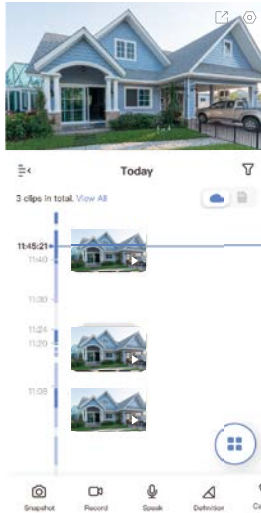 Today
3 clips in total. View All
11:45:21
11:40
11:30
11:24
11:20
11:08
Snapshot
Record
Speak
Definition